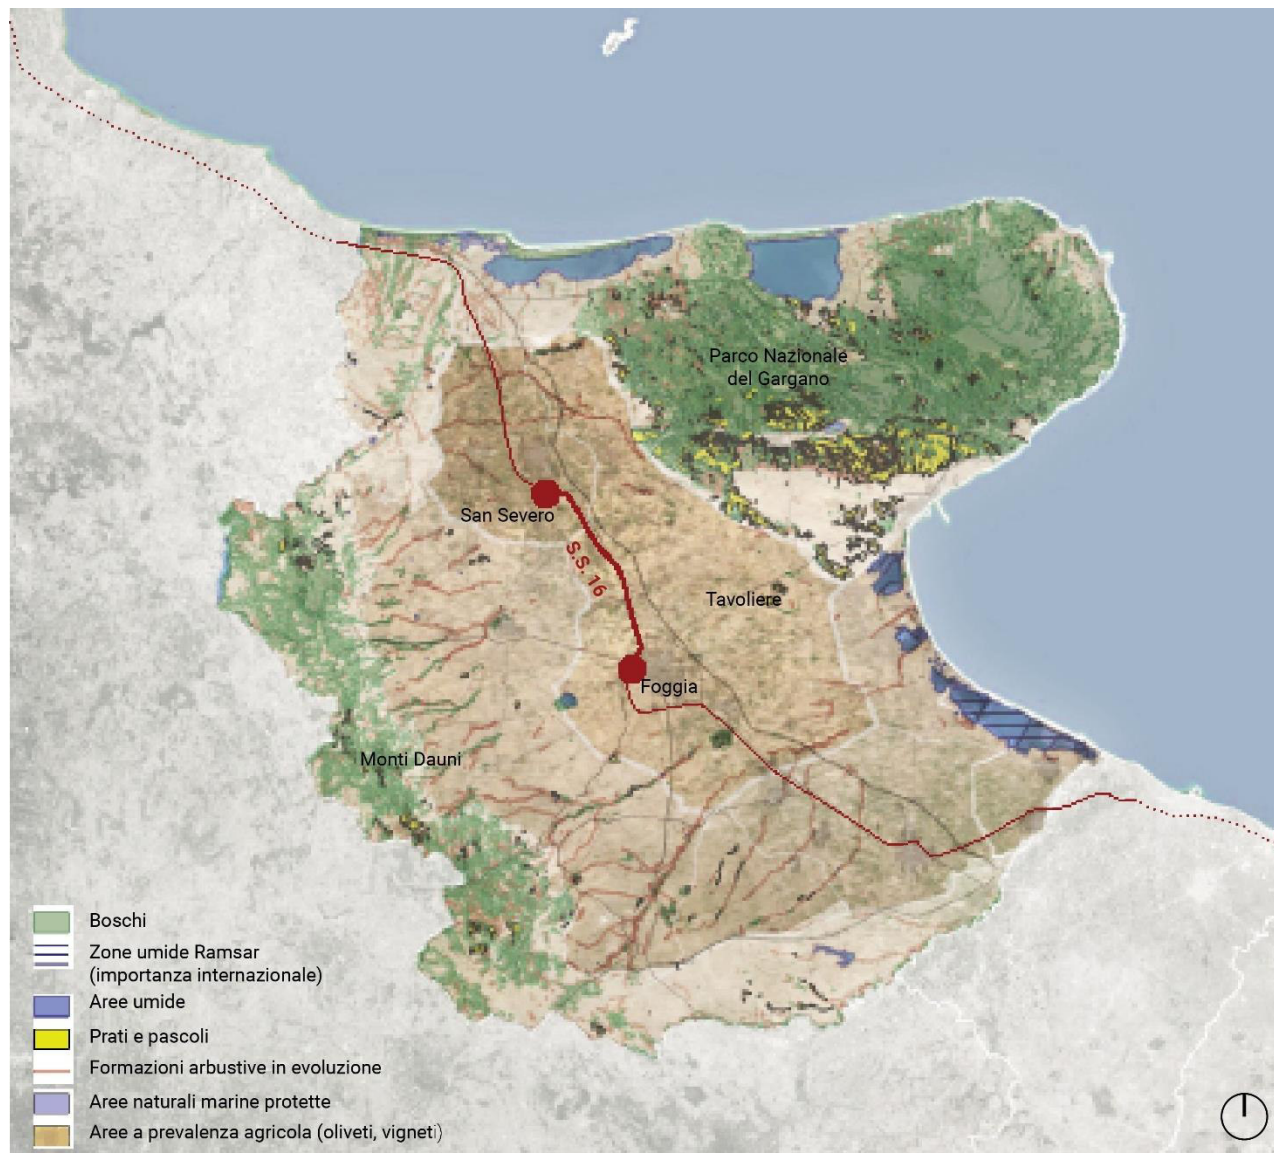 Parco Nazionale
del Gargano
San Severo
S.S. 16
Tavoliere
Foggia
Monti Dauni
Boschi
Zone umide Ramsar
(importanza internazionale)
Aree umide
Prati e pascoli
Formazioni arbustive in evoluzione
Aree naturali marine protette
Aree a prevalenza agricola (oliveti, vigneti)